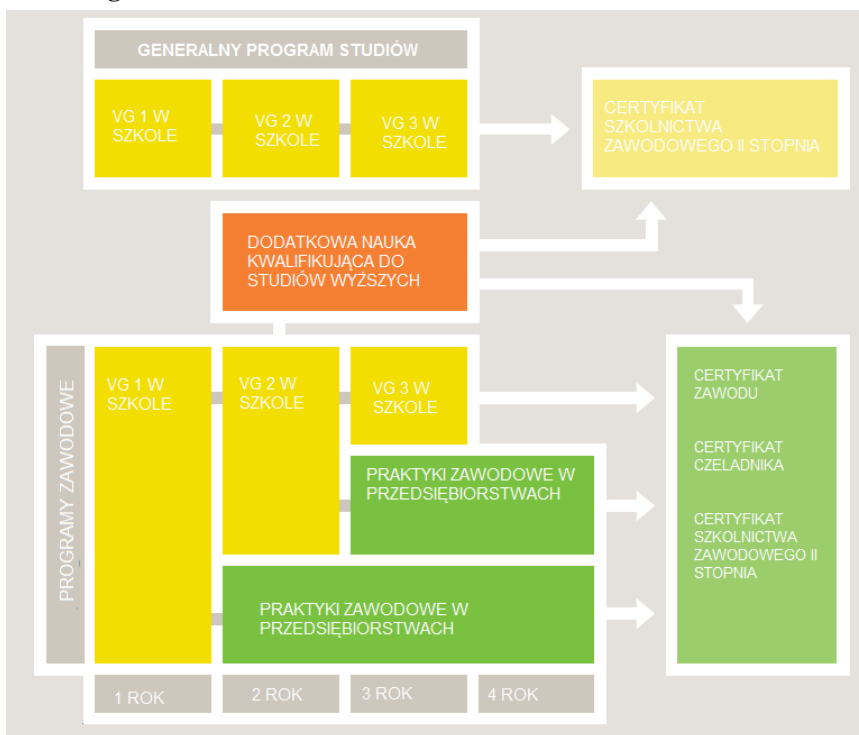 GENERALNY PROGRAM STUDIÓW
VG 1 W
SZKOLE
VG 2 W
SZKOLE
VG 3 W
SZKOLE
CERTYFIKAT
SZKOLNICTWA
ZAWODOWEGO II STOPNIA
DODATKOWA NAUKA
KWALIFIKUJĄCA DO
STUDIÓW WYŻSZYCH
PROGRAMY ZAWODOWE
VG 1 W
SZKOLE
VG 2 W
SZKOLE
VG 3 W
SZKOLE
PRAKTYKI ZAWODOWE W
PRZEDSIĘBIORSTWACH
PRAKTYKI ZAWODOWE W
PRZEDSIĘBIORSTWACH
CERTYFIKAT
ZAWODU
CERTYFIKAT
CZELADNIKA
CERTYFIKAT
SZKOLNICTWA
ZAWODOWEGO II
STOPNIA
1 ROK
2 ROK
3 ROK
4 ROK